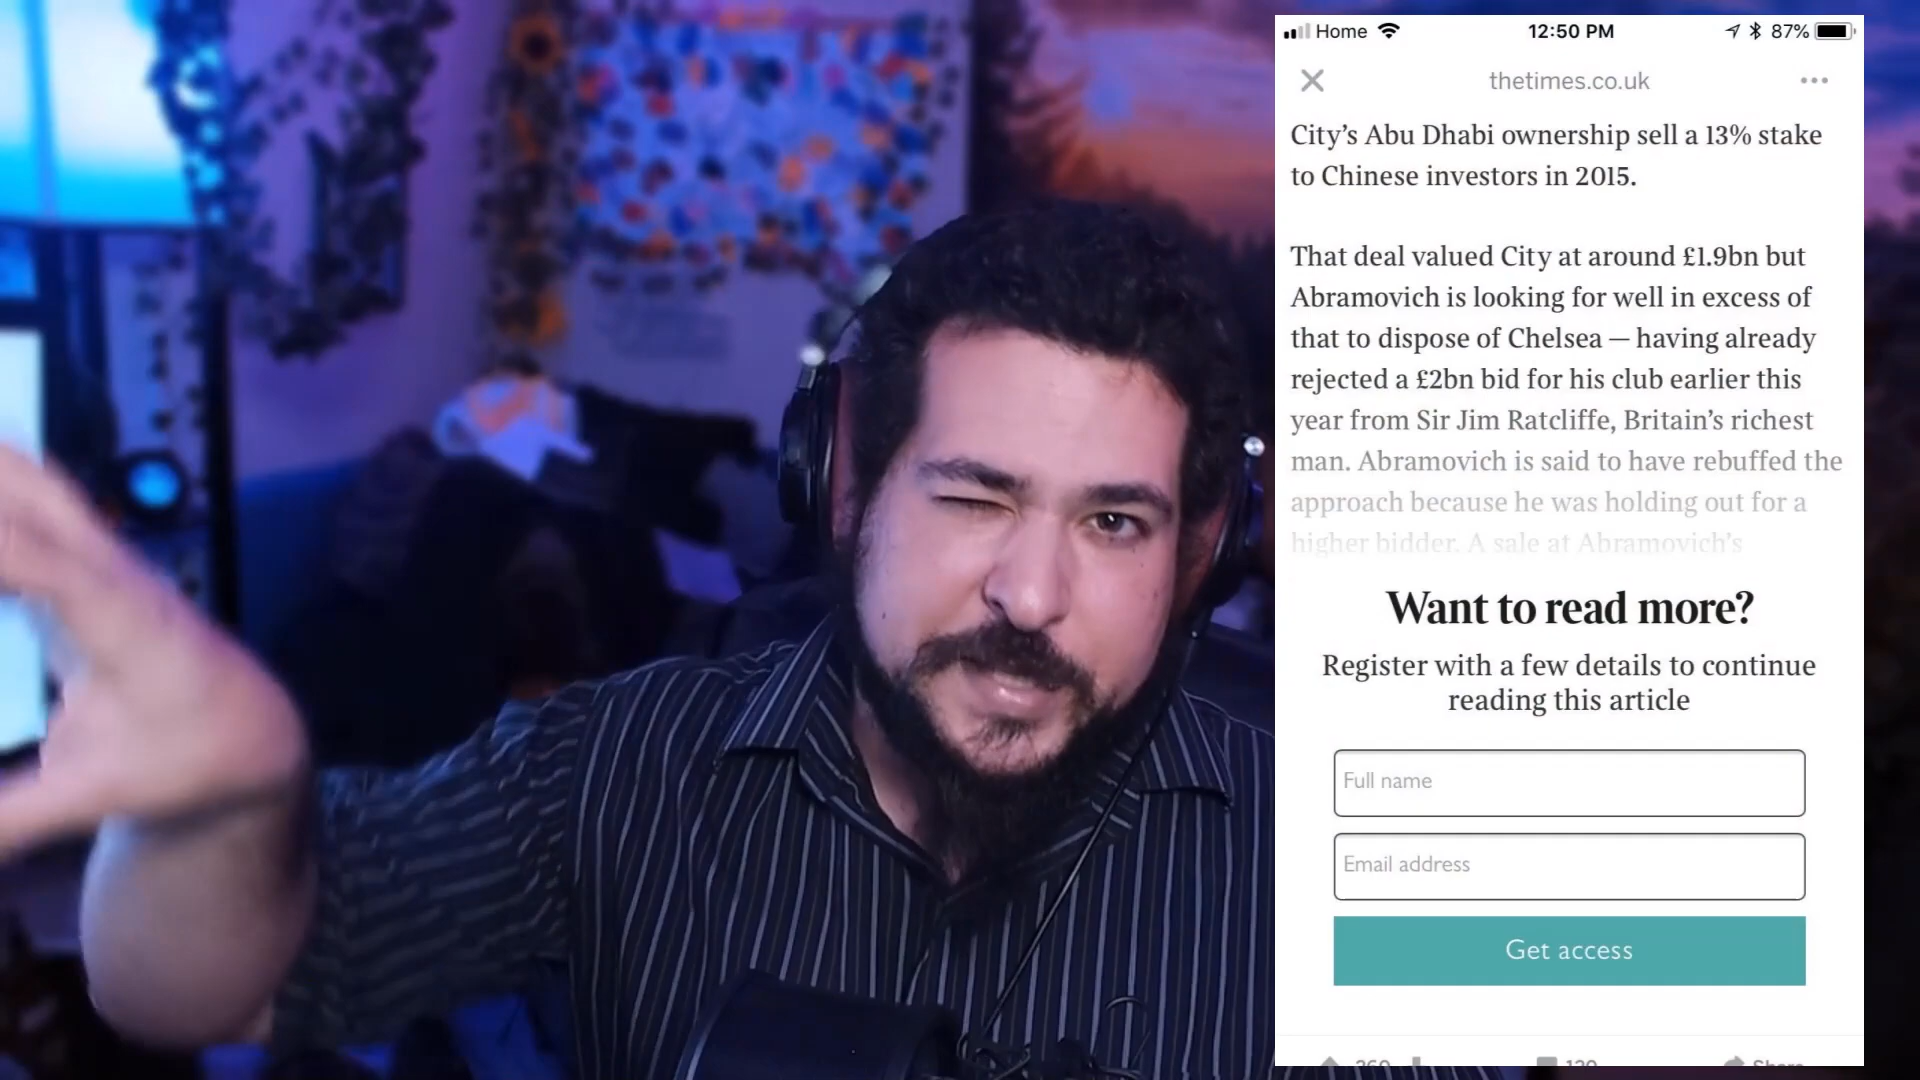 Home 12:50 PM 87%
thetimes.co.uk
City’s Abu Dhabi ownership sell a 13% stake
to Chinese investors in 2015.
That deal valued City at around £1.9bn but
Abramovich is looking for well in excess of
that to dispose of Chelsea — having already
rejected a £2bn bid for his club earlier this
year from Sir Jim Ratcliffe, Britain’s richest
man. Abramovich is said to have rebuffed the
approach because he was holding out for a
higher bidder. A sale at Abramovich’s
Want to read more?
Register with a few details to continue
reading this article
Full name
Email address
Get access